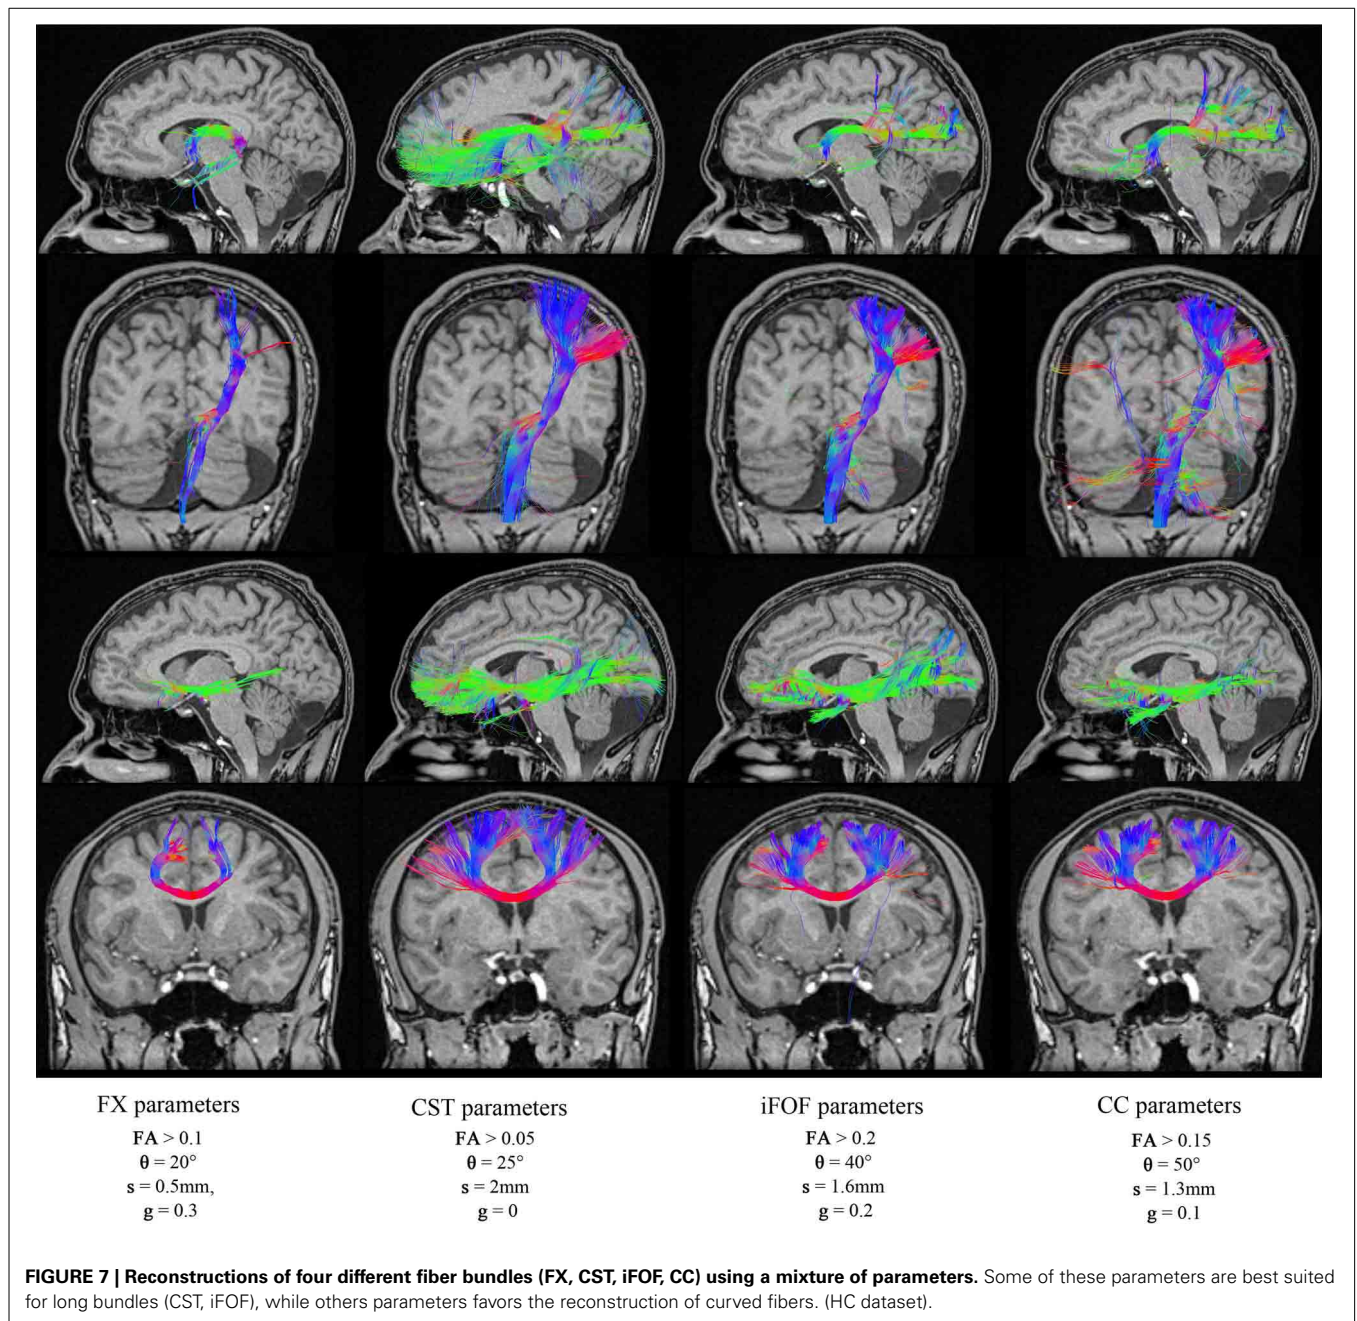 FX parameters
FA > 0.1
θ = 20°
s = 0.5mm,
g = 0.3
CST parameters
FA > 0.05
θ = 25°
s = 2mm
g = 0
iFOF parameters
FA > 0.2
θ = 40°
s = 1.6mm
g = 0.2
CC parameters
FA > 0.15
θ = 50°
s = 1.3mm
g = 0.1
FIGURE 7 | Reconstructions of four different fiber bundles (FX, CST, iFOF, CC) using a mixture of parameters. Some of these parameters are best suited
for long bundles (CST, iFOF), while others parameters favors the reconstruction of curved fibers. (HC dataset).